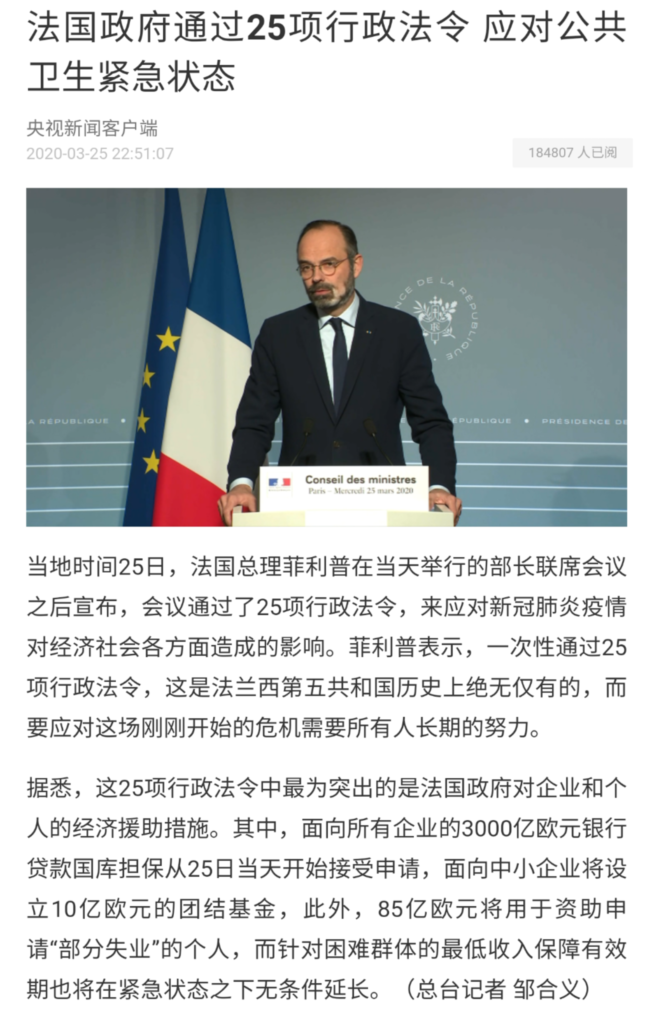 法国政府通过25项行政法令 应对公共
卫生紧急状态
央视新闻客户端
2020-03-25 22:51:07
184807 人已阅
NCE DE LA RÉPUBLIQUE
A RÉPUBLIQUE
ÉPUBLIQUE • PRÉSIDENCE DE
Conseil des ministres
Paris – Mercredi 25 mars 2020
当地时间25日，法国总理菲利普在当天举行的部长联席会议
之后宣布，会议通过了25项行政法令，来应对新冠肺炎疫情
对经济社会各方面造成的影响。菲利普表示，一次性通过25
项行政法令，这是法兰西第五共和国历史上绝无仅有的，而
要应对这场刚刚开始的危机需要所有人长期的努力。
据悉，这25项行政法令中最为突出的是法国政府对企业和个
人的经济援助措施。其中，面向所有企业的3000亿欧元银行
贷款国库担保从25日当天开始接受申请，面向中小企业将设
立10亿欧元的团结基金，此外，85亿欧元将用于资助申
请“部分失业”的个人，而针对困难群体的最低收入保障有效
期也将在紧急状态之下无条件延长。（总台记者 邹合义）